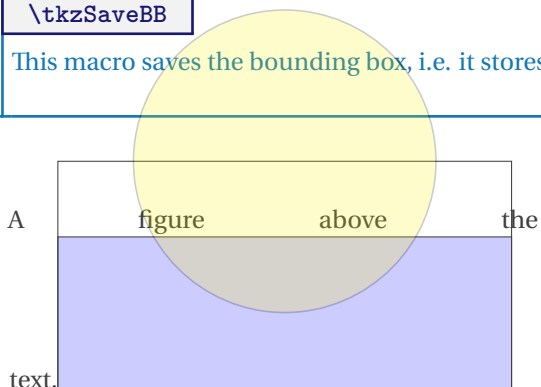 \tkzSaveBB
This macro saves the bounding box, i.e. it stores
A figure above the
text.